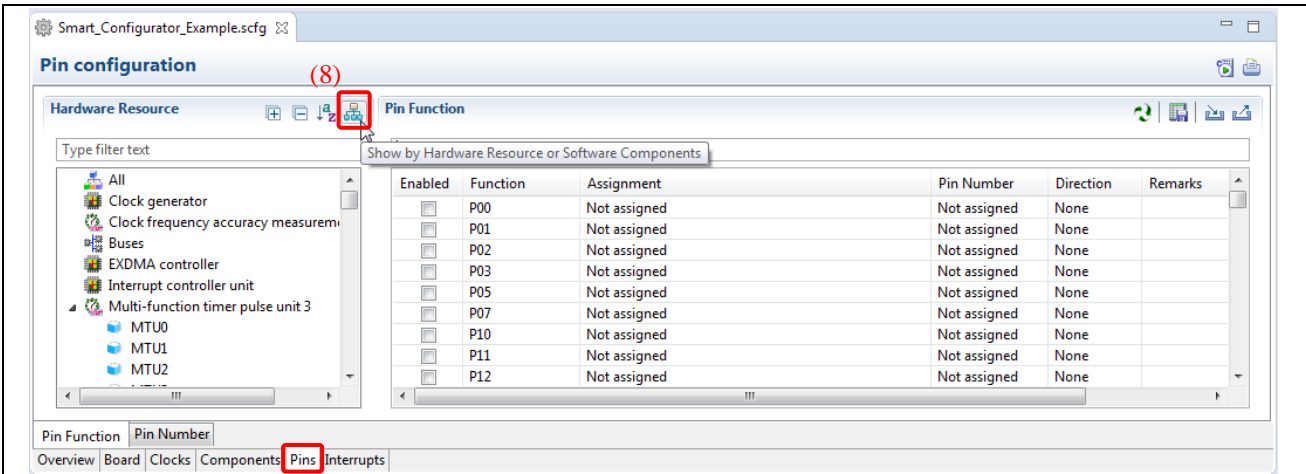 Smart_Configurator_Example.scfg
Pin configuration
(8)
Hardware Resource
Pin Function
Type filter text
Show by Hardware Resource or Software Components
All
Clock generator
Clock frequency accuracy measurem
Buses
EXDMA controller
Interrupt controller unit
Multi-function timer pulse unit 3
MTU0
MTU1
MTU2
Enabled Function Assignment Pin Number Direction Remarks
P00 Not assigned Not assigned None
P01 Not assigned Not assigned None
P02 Not assigned Not assigned None
P03 Not assigned Not assigned None
P05 Not assigned Not assigned None
P07 Not assigned Not assigned None
P10 Not assigned Not assigned None
P11 Not assigned Not assigned None
P12 Not assigned Not assigned None
Pin Function Pin Number
Overview Board Clocks Components Pins Interrupts